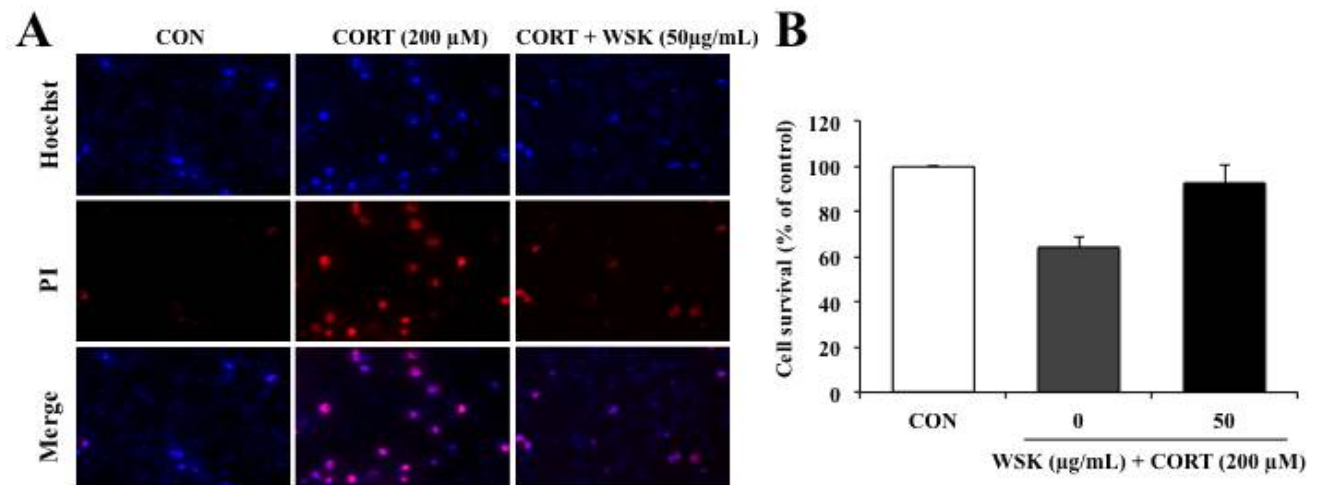 A
CON
CORT (200 µM)
CORT + WSK (50µg/mL)
Hoechst
PI
Merge
B
Cell survival (% of control)
120
100
80
60
40
20
0
CON
0
50
WSK (µg/mL) + CORT (200 µM)